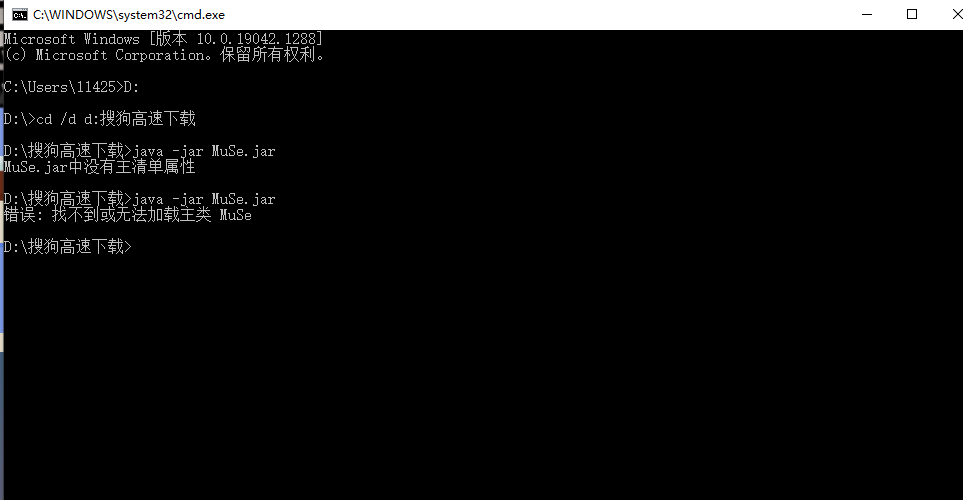 C:\WINDOWS\system32\cmd.exe
Microsoft Windows [版本 10.0.19042.1288]
(c) Microsoft Corporation。保留所有权利。
C:\Users\11425>D:
D:\>cd /d d:搜狗高速下载
D:\搜狗高速下载>java -jar MuSe.jar
MuSe.jar中没有主清单属性
D:\搜狗高速下载>java -jar MuSe.jar
错误: 找不到或无法加载主类 MuSe
D:\搜狗高速下载>